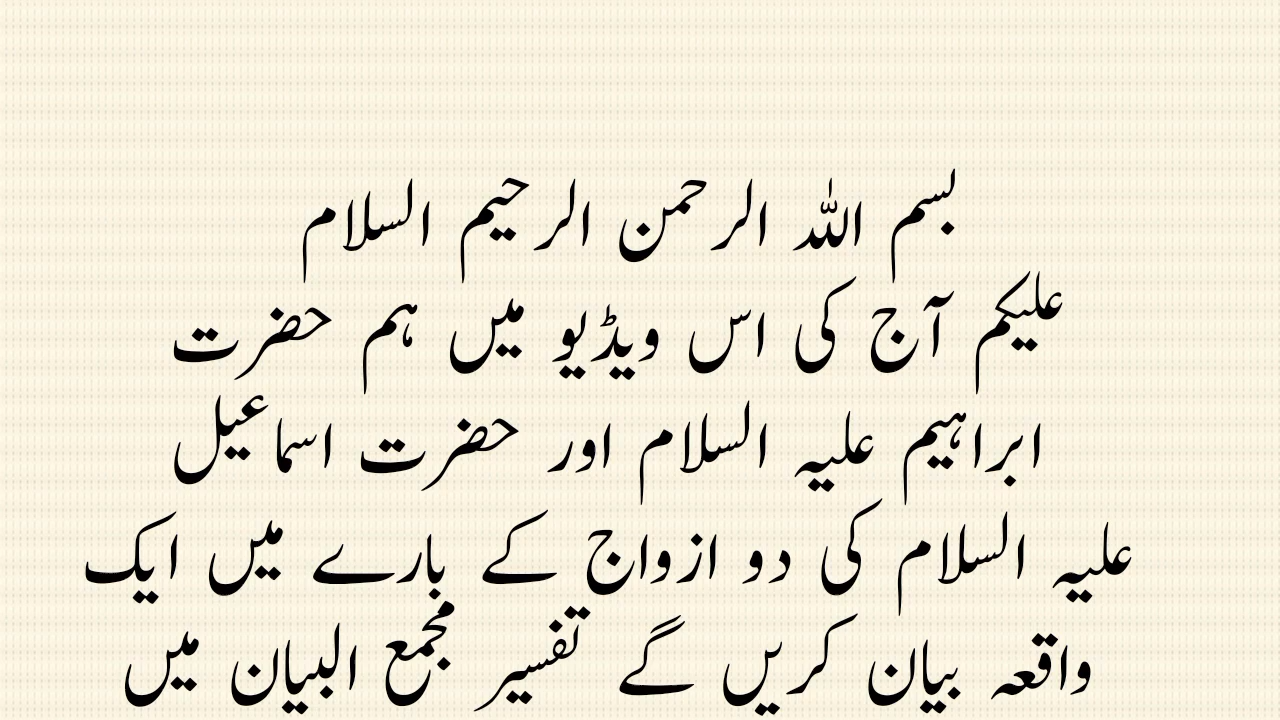 بسم اللہ الرحمن الرحیم السلام
علیکم آج کی اس ویڈیو میں ہم حضرت
ابراہیم علیہ السلام اور حضرت اسماعیل
علیہ السلام کی دو ازواج کے بارے میں ایک
واقعہ بیان کریں گے تفسیر مجمع البیان میں